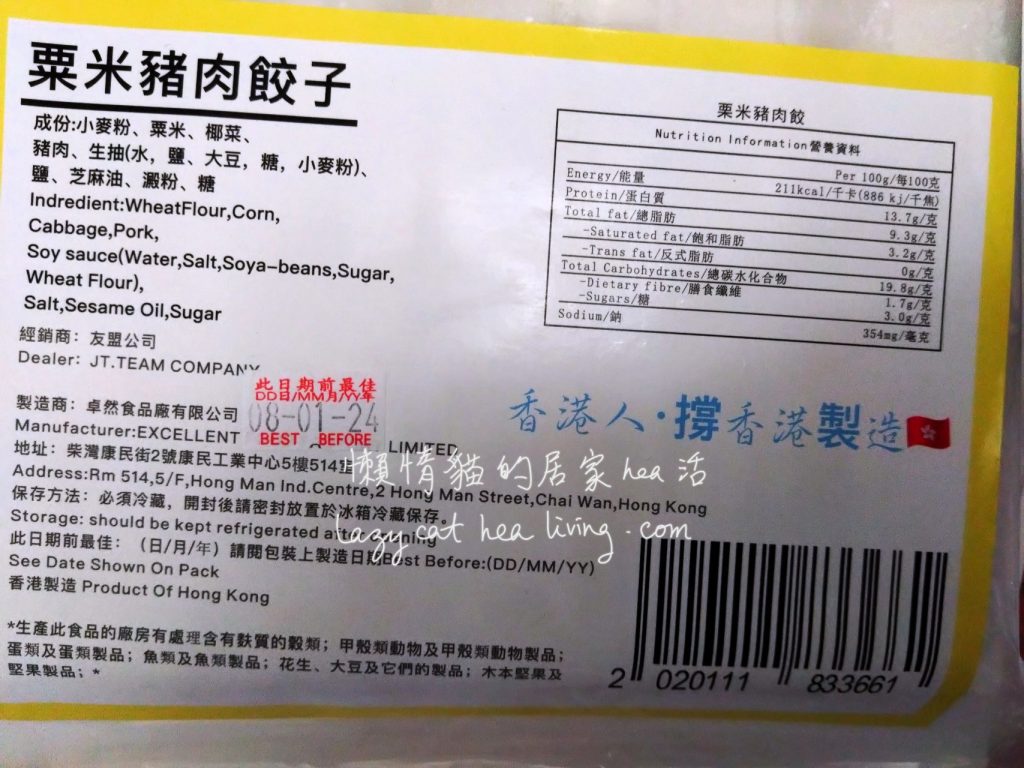 粟米豬肉餃子
成份:小麥粉、粟米、椰菜、
豬肉、生抽(水，鹽、大豆，糖，小麥粉)、
鹽、芝麻油、澱粉、糖
Indredient:WheatFlour,Corn,
Cabbage,Pork,
Soy sauce(Water,Salt,Soya-beans,Sugar,
Wheat Flour),
Salt,Sesame Oil,Sugar
經銷商：友盟公司
Dealer: JT.TEAM COMPANY
此日期前最佳
DD日/MM月/YY年
08-01-24
BEST BEFORE
製造商：卓然食品廠有限公司
Manufacturer:EXCELLENT
LIMITED
地址：柴灣康民街2號康民工業中心5樓514室
Address:Rm 514,5/F,Hong Man Ind.Centre,2 Hong Man Street,Chai Wan,Hong Kong
保存方法：必須冷藏，開封後請密封放置於冰箱冷藏保存。
Storage: should be kept refrigerated after opening
此日期前最佳：（日/月/年）請閱包裝上製造日期Best Before:(DD/MM/YY)
See Date Shown On Pack
香港製造 Product Of Hong Kong
*生產此食品的廠房有處理含有麩質的穀類；甲殼類動物及甲殼類動物製品；
蛋類及蛋類製品；魚類及魚類製品；花生、大豆及它們的製品；木本堅果及
堅果製品；*
粟米豬肉餃
Nutrition Information營養資料
Per 100g/每100克
Energy/能量 211kcal/千卡(886 kj/千焦)
Protein/蛋白質 13.7g/克
Total fat/總脂肪 9.3g/克
-Saturated fat/飽和脂肪 3.2g/克
-Trans fat/反式脂肪 0g/克
Total Carbohydrates/總碳水化合物 19.8g/克
-Dietary fibre/膳食纖維 1.7g/克
-Sugars/糖 3.0g/克
Sodium/鈉 354mg/毫克
香港人·撐香港製造
懶惰貓的居家hea活
lazy cat hea living.com
2 020111 833661